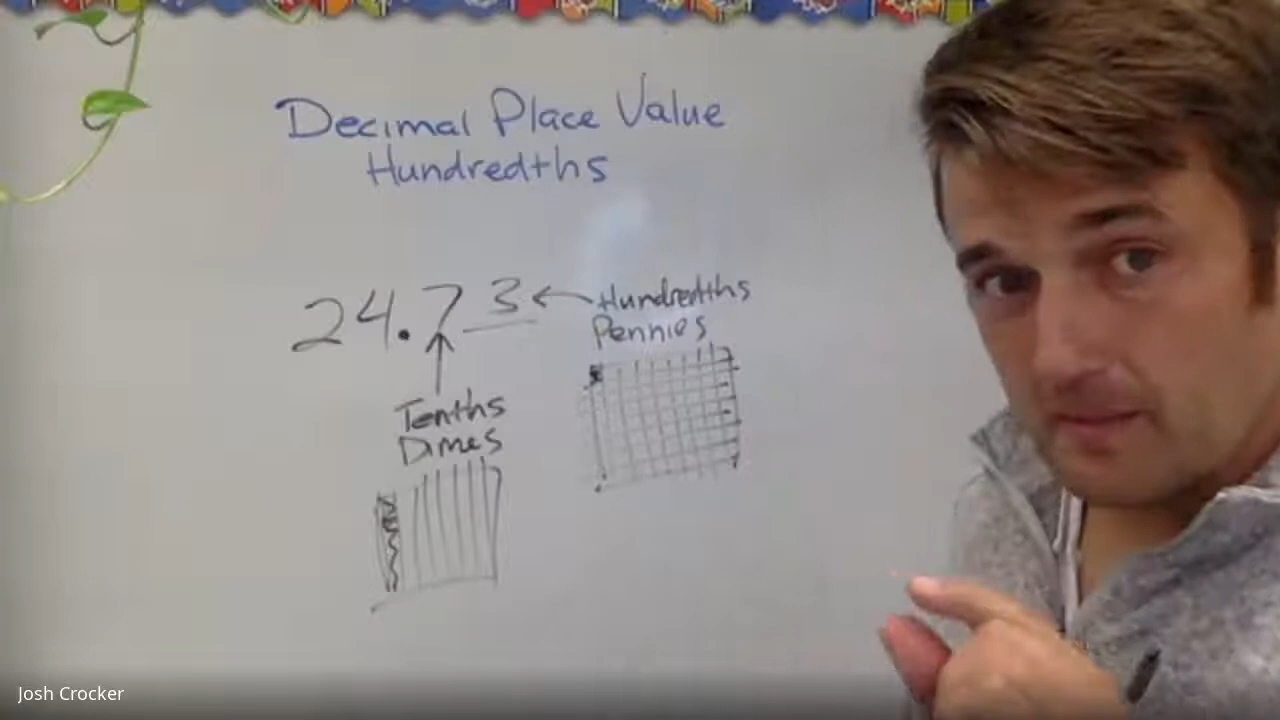 Decimal Place Value
Hundredths
24.73
Hundredths
Pennies
Tenths
Dimes
Josh Crocker